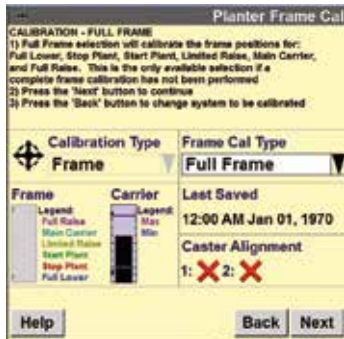 Planter Frame Cal
CALIBRATION - FULL FRAME
1) Full Frame selection will calibrate the frame positions for:
Full Lower, Stop Plant, Start Plant, Limited Raise, Main Carrier,
and Full Raise. This is the only available selection if a
complete frame calibration has not been performed
2) Press the 'Next' button to continue
3) Press the 'Back' button to change system to be calibrated
Calibration Type
Frame
Frame Cal Type
Full Frame
Frame
Legend:
Full Raise
Main Carrier
Limited Raise
Start Plant
Stop Plant
Full Lower
Carrier
Legend:
Max
Min
Last Saved
12:00 AM Jan 01, 1970
Caster Alignment
1: 2:
Help
Back
Next